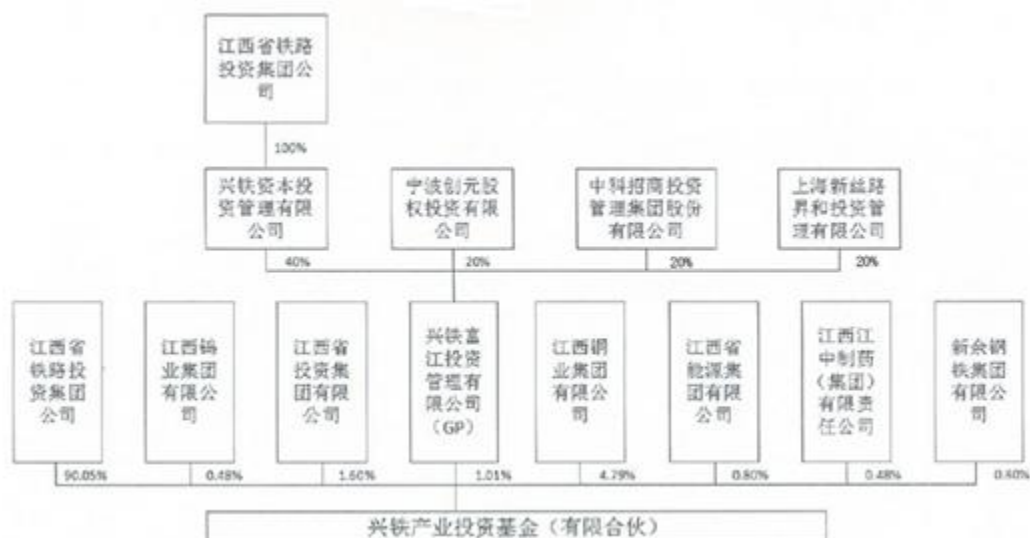 江西省铁路
投资集团公
司
100%
兴铁资本投
资管理有限
公司
宁波创元股
权投资有限
公司
中科招商投资
管理集团股份
有限公司
上海新丝路
昇和投资管
理有限公司
40%
20%
20%
20%
江西省
铁路投
资集团
公司
江西钨
业集团
有限公
司
江西省
投资集
团有限
公司
兴铁富
江投资
管理有
限公司
（GP）
江西铜
业集团
有限公
司
江西省
能源集
团有限
公司
江西江
中制药
（集团）
有限责
任公司
新余钢
铁集团
有限公
司
90.05%
0.48%
1.60%
1.01%
4.79%
0.80%
0.48%
0.80%
兴铁产业投资基金（有限合伙）